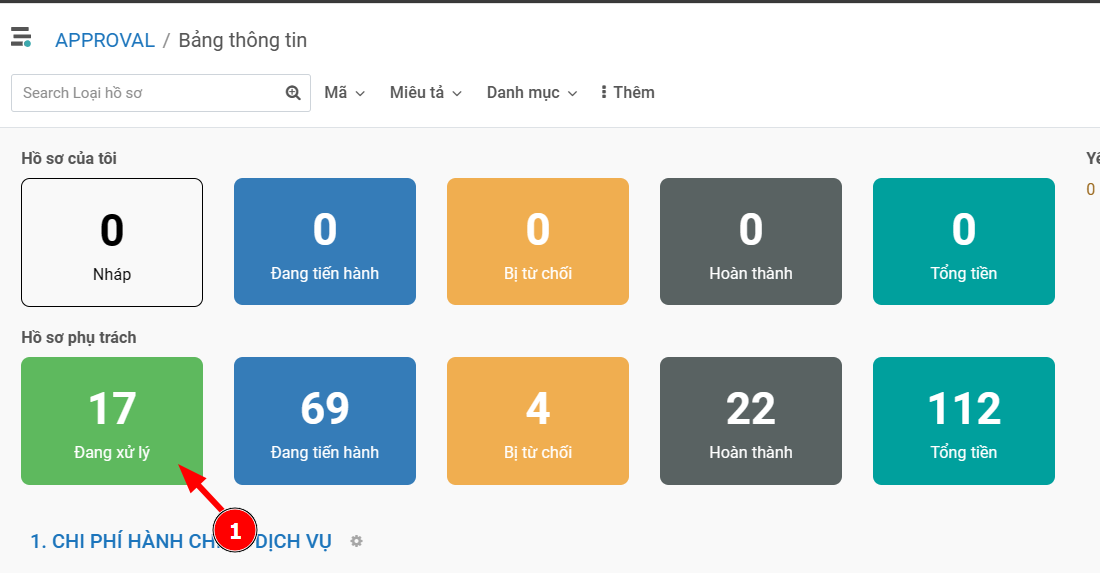 APPROVAL / Bảng thông tin
Search Loại hồ sơ
Mã
Miêu tả
Danh mục
Thêm
Hồ sơ của tôi
0
Nháp
0
Đang tiến hành
0
Bị từ chối
0
Hoàn thành
0
Tổng tiền
0
Hồ sơ phụ trách
17
Đang xử lý
69
Đang tiến hành
4
Bị từ chối
22
Hoàn thành
112
Tổng tiền
1
1. CHI PHÍ HÀNH DỊCH VỤ